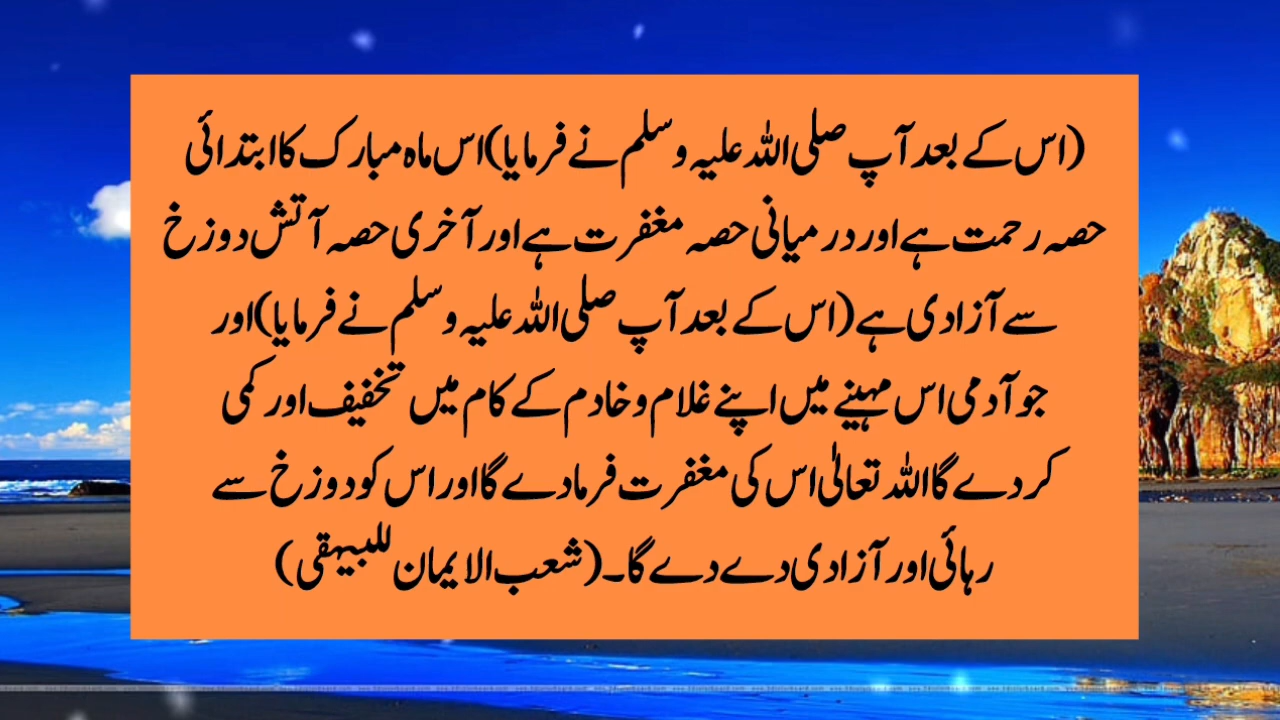 (اس کے بعد آپ صلی اللہ علیہ وسلم نے فرمایا) اس ماہ مبارک کا ابتدائی
حصہ رحمت ہے اور درمیانی حصہ مغفرت ہے اور آخری حصہ آتش دوزخ
سے آزادی ہے (اس کے بعد آپ صلی اللہ علیہ وسلم نے فرمایا) اور
جو آدمی اس مہینے میں اپنے غلام و خادم کے کام میں تخفیف اور کمی
کر دے گا اللہ تعالیٰ اس کی مغفرت فرما دے گا اور اس کو دوزخ سے
رہائی اور آزادی دے دے گا۔ (شعب الایمان للبیہقی)